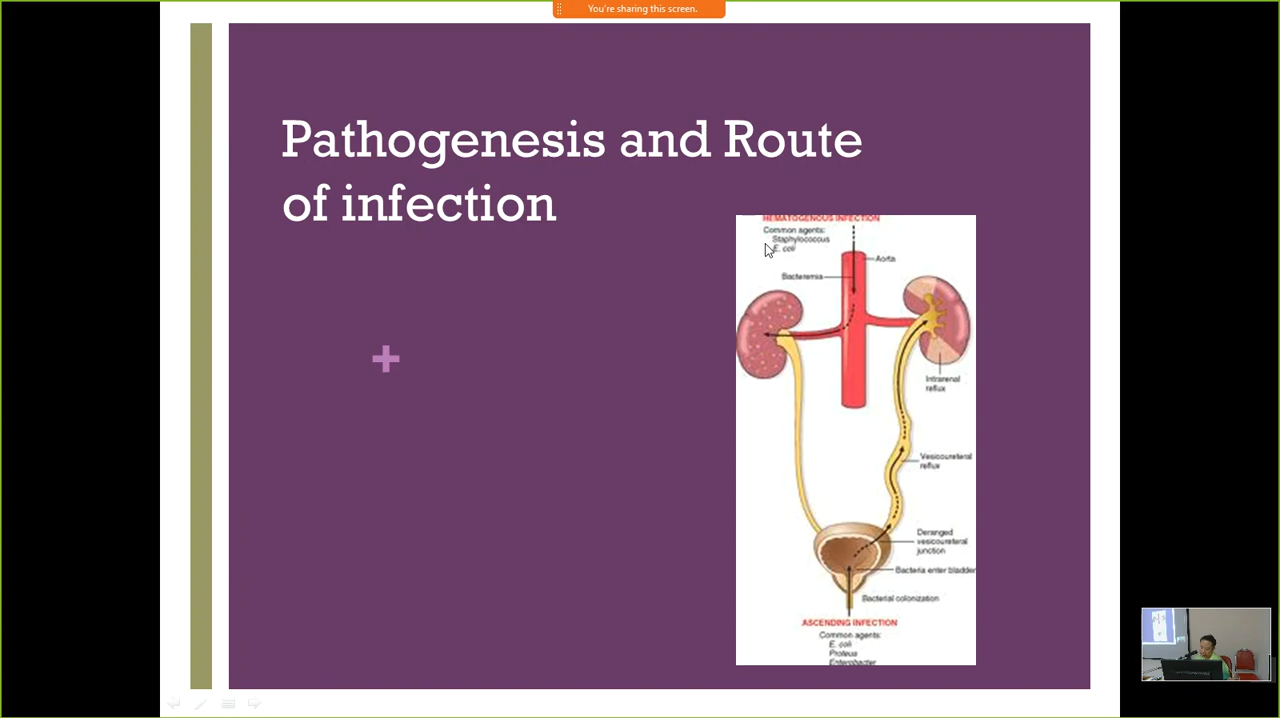 You're sharing this screen.
Pathogenesis and Route
of infection
+
HEMATOGENOUS INFECTION
Common agents:
Staphylococous
E. coli
Aorta
Bacteremia
Intrarenal
reflux
Vesicoureteral
reflux
Deranged
vesicoureteral
junction
Bacteria enter bladder
Bacterial colonization
ASCENDING INFECTION
Common agents:
E. coli
Proteus
Enterobacter